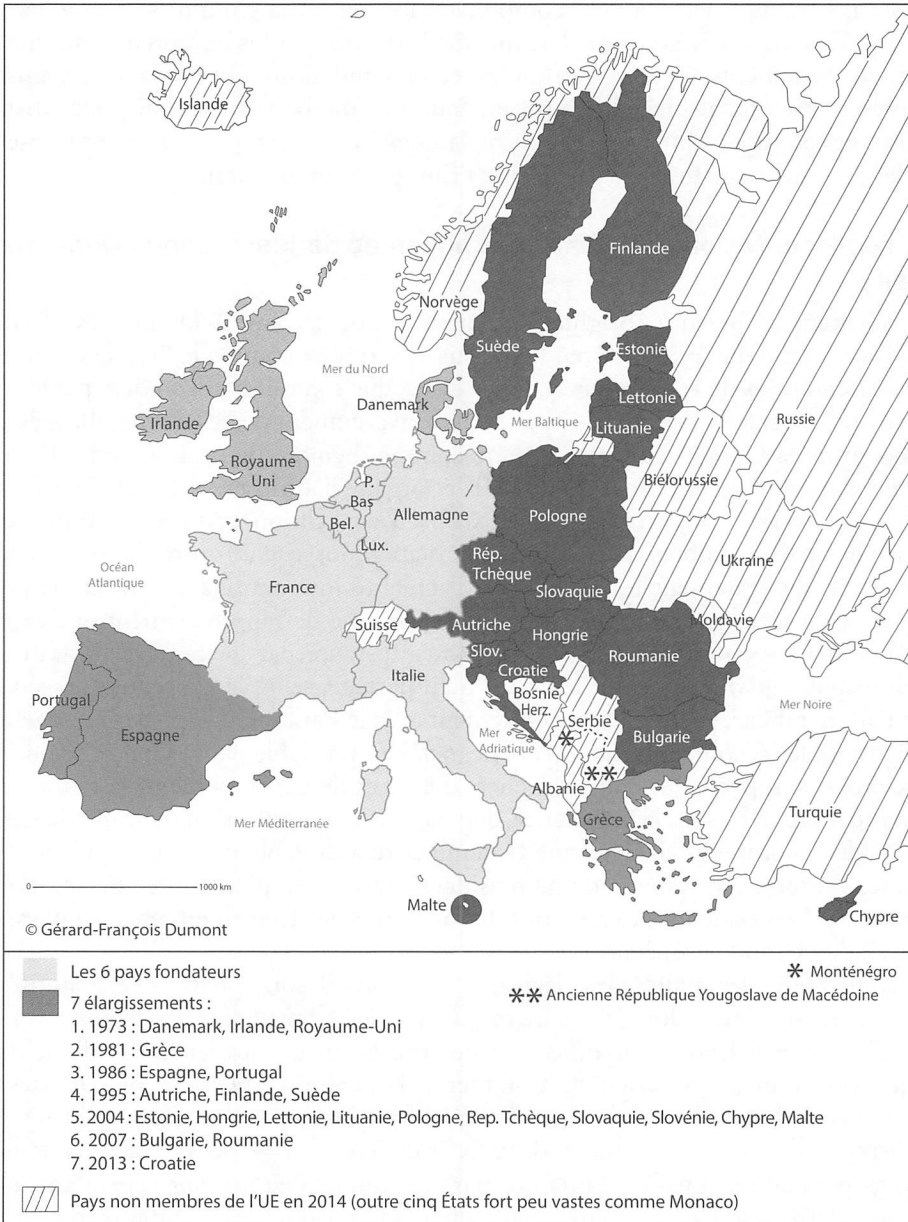 Islande
Finlande
Norvège
Suède
Estonie
Mer du Nord
Lettonie
Danemark
Mer Baltique
Russie
Irlande
Lituanie
Royaume
Uni
Biélorussie
P.
Bas
Allemagne
Pologne
Bel.
Lux.
Ukraine
Rép.
Tchèque
Océan
Atlantique
France
Slovaquie
Suisse
Autriche
Moldavie
Hongrie
Slov.
Roumanie
Italie
Croatie
Portugal
Bosnie
Herz.
Espagne
Serbie
Mer Noire
Mer
Adriatique
*
Bulgarie
**
Albanie
Turquie
Mer Méditerranée
Grèce
0 1000 km
Malte
Chypre
© Gérard-François Dumont
Les 6 pays fondateurs
* Monténégro
7 élargissements :
** Ancienne République Yougoslave de Macédoine
1. 1973 : Danemark, Irlande, Royaume-Uni
2. 1981 : Grèce
3. 1986 : Espagne, Portugal
4. 1995 : Autriche, Finlande, Suède
5. 2004 : Estonie, Hongrie, Lettonie, Lituanie, Pologne, Rep. Tchèque, Slovaquie, Slovénie, Chypre, Malte
6. 2007 : Bulgarie, Roumanie
7. 2013 : Croatie
Pays non membres de l'UE en 2014 (outre cinq États fort peu vastes comme Monaco)